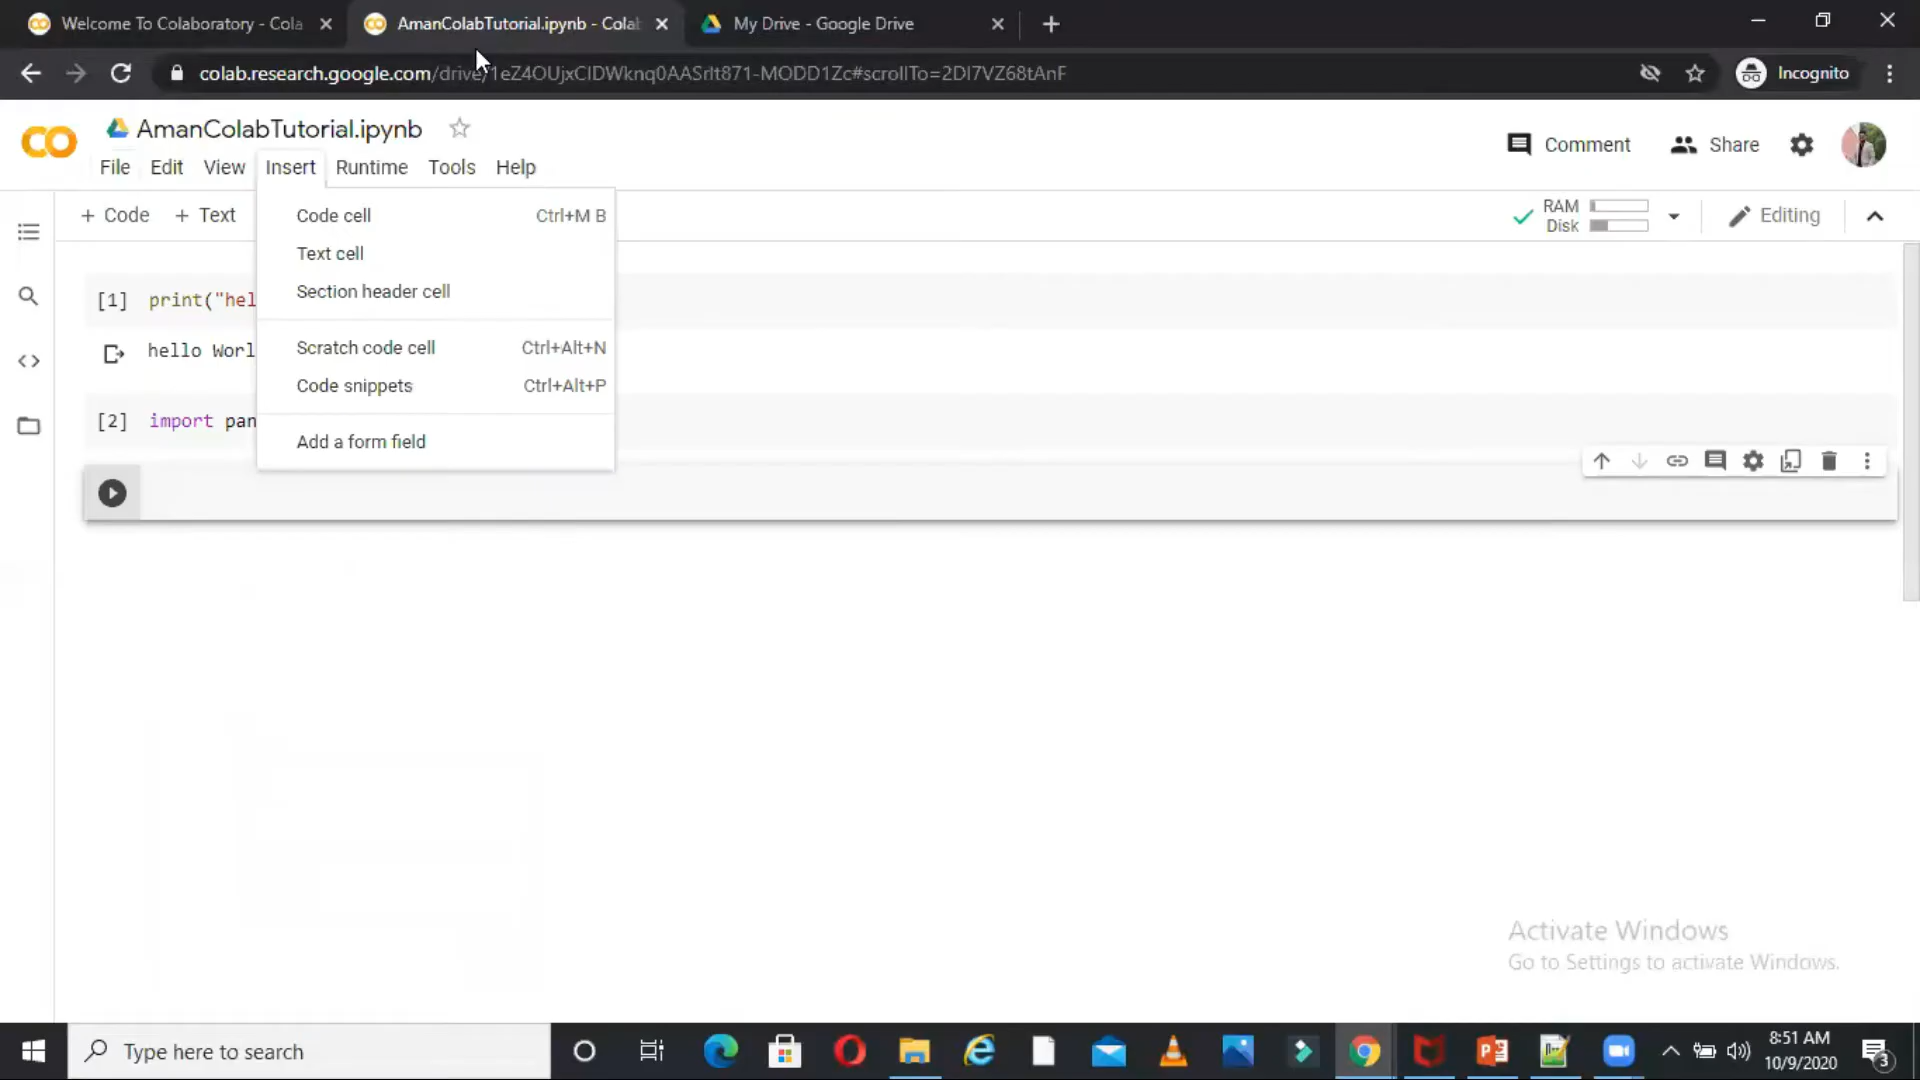 Welcome To Colaboratory - Cola
AmanColabTutorial.ipynb - Colab
My Drive - Google Drive
colab.research.google.com/drive/1eZ4OUjxCIDWknq0AASrIt871-MODD1Zc#scrollTo=2DI7VZ68tAnF
Incognito
AmanColabTutorial.ipynb
File Edit View Insert Runtime Tools Help
Comment
Share
+ Code + Text
RAM
Disk
Editing
Code cell Ctrl+M B
Text cell
Section header cell
Scratch code cell Ctrl+Alt+N
Code snippets Ctrl+Alt+P
Add a form field
[1] print("hel
hello Worl
[2] import pan
Activate Windows
Go to Settings to activate Windows.
Type here to search
8:51 AM
10/9/2020
3